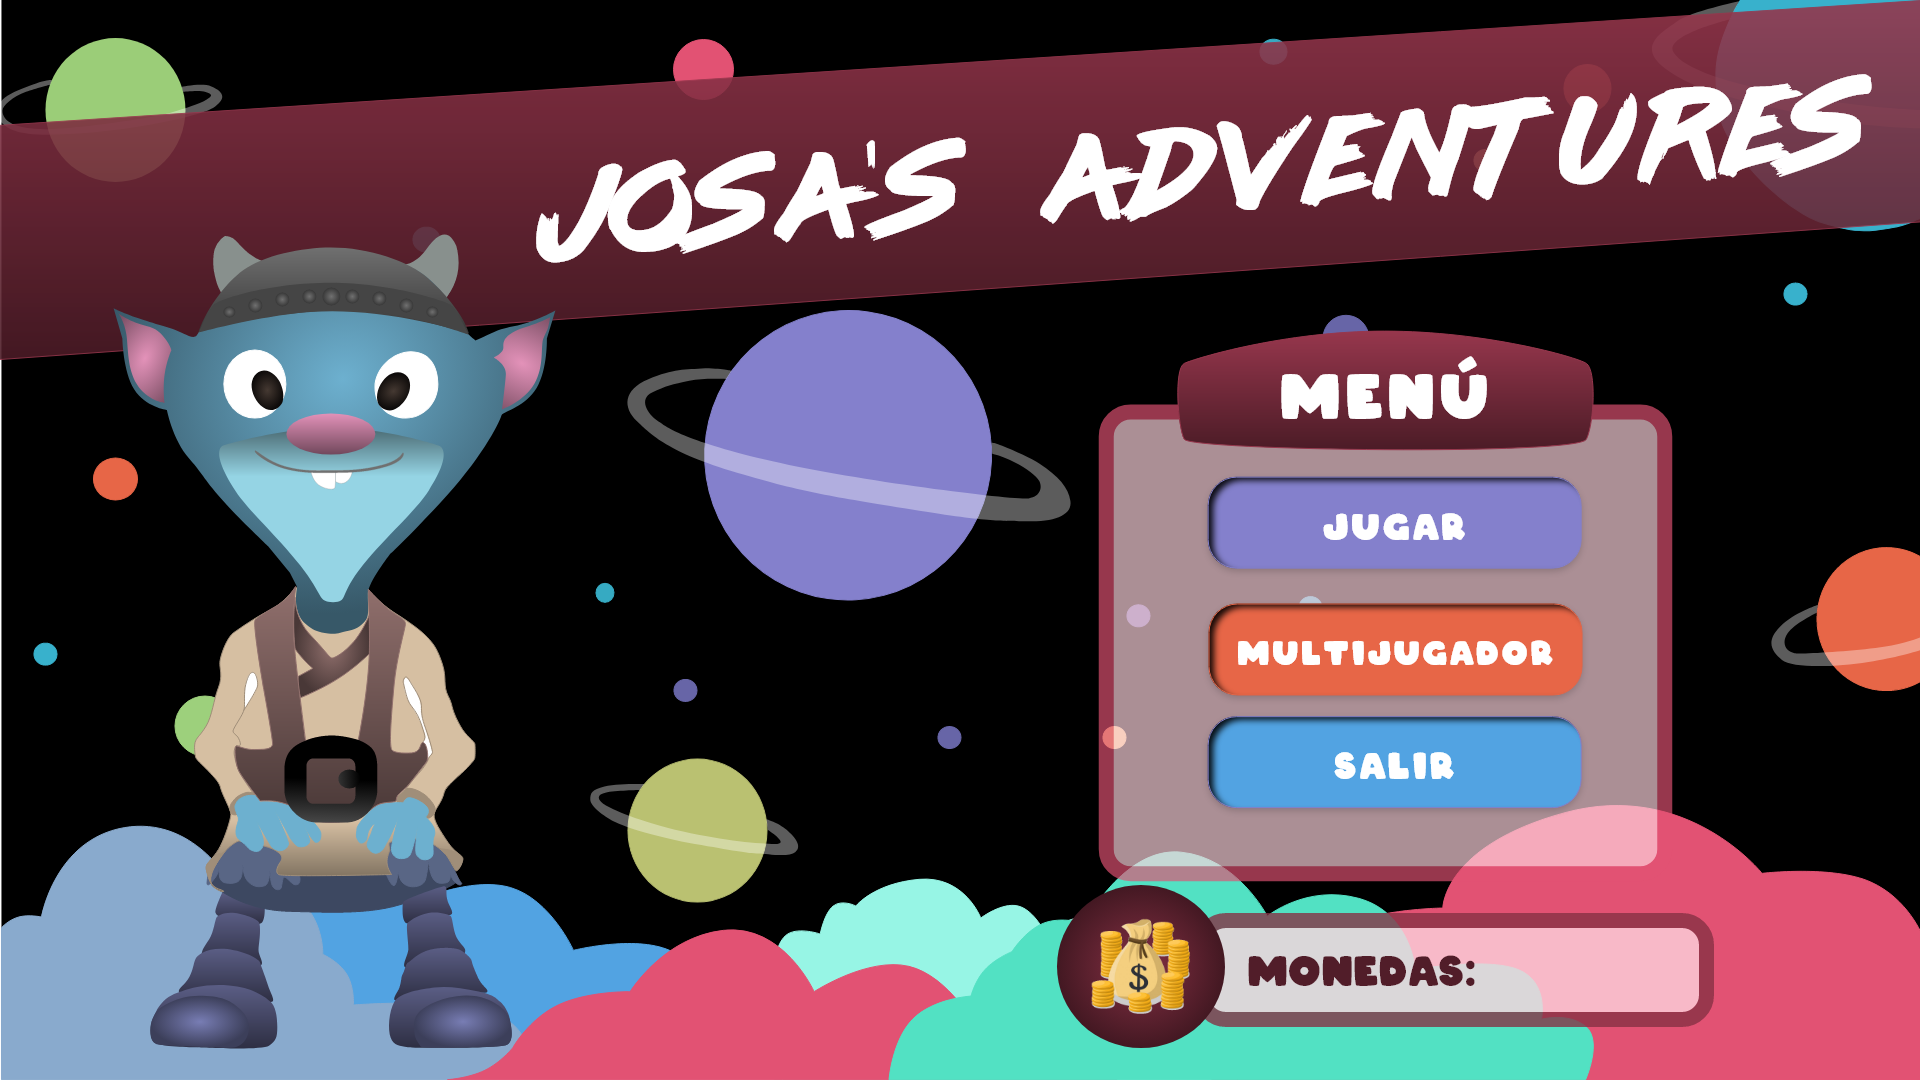 JOSA'S ADVENTURES
MENÚ
JUGAR
MULTIJUGADOR
SALIR
$
MONEDAS: